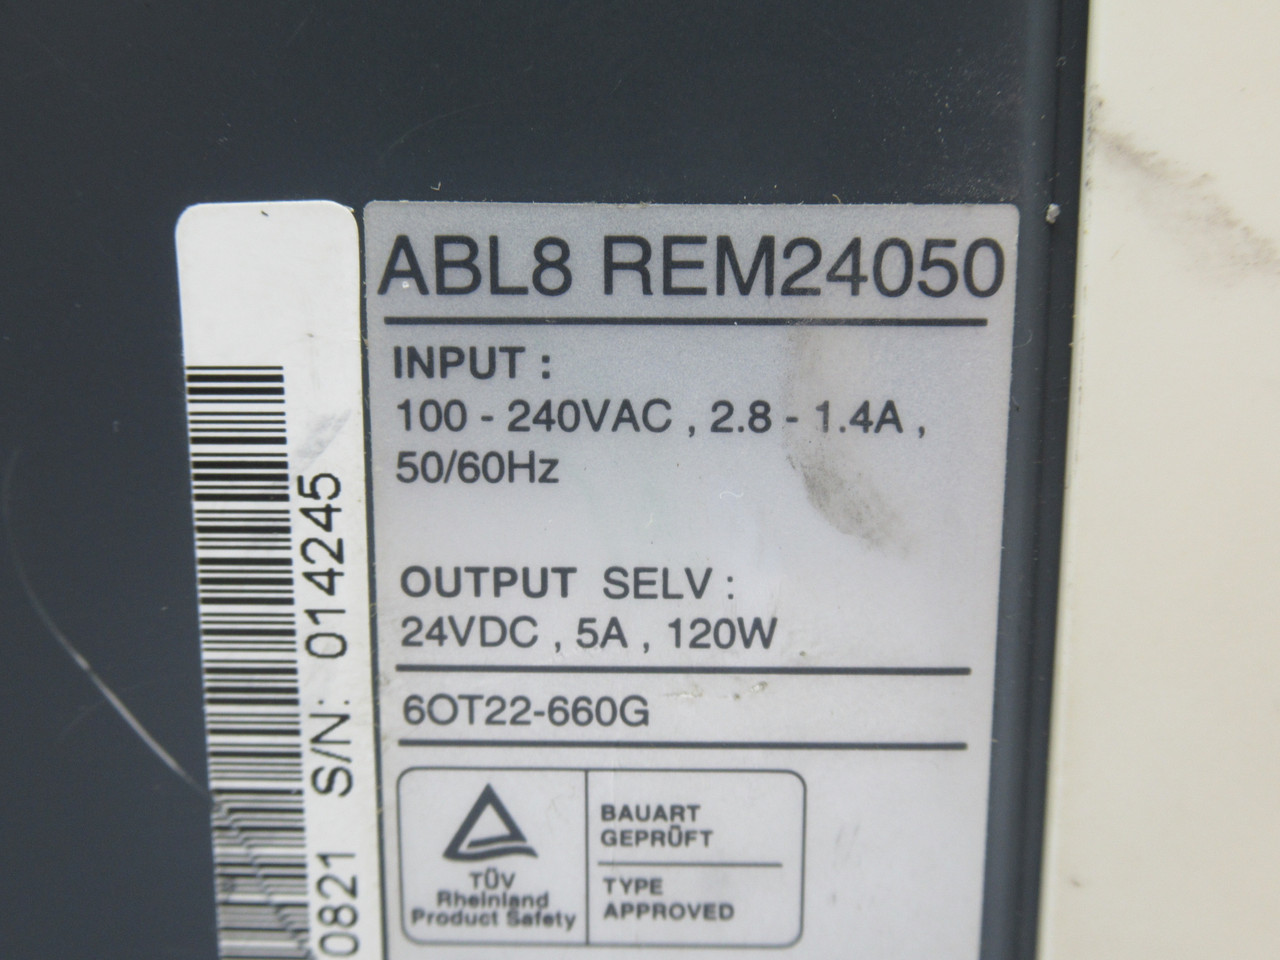 ABL8 REM24050
INPUT :
100 - 240VAC , 2.8 - 1.4A ,
50/60Hz
OUTPUT SELV :
24VDC , 5A , 120W
6OT22-660G
TÜV
Rheinland
Product Safety
BAUART
GEPRÜFT
TYPE
APPROVED
0821 S/N: 014245